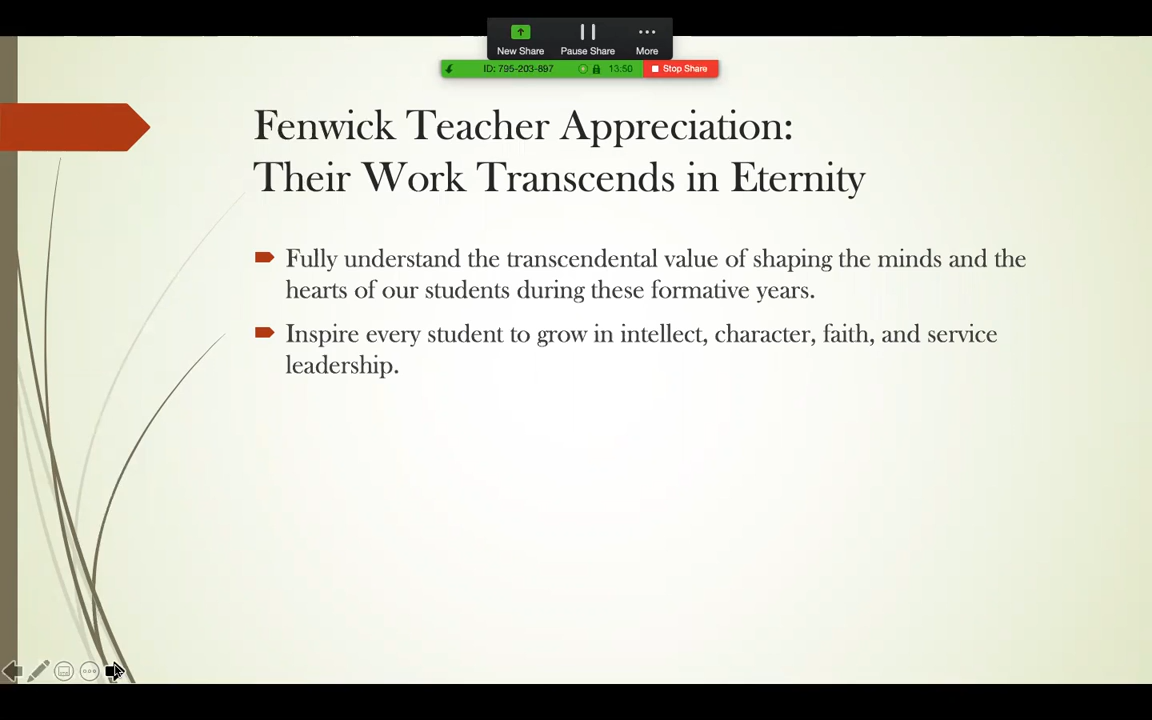 New Share Pause Share More
ID: 795-203-897 13:50 Stop Share
Fenwick Teacher Appreciation:
Their Work Transcends in Eternity
Fully understand the transcendental value of shaping the minds and the
hearts of our students during these formative years.
Inspire every student to grow in intellect, character, faith, and service
leadership.